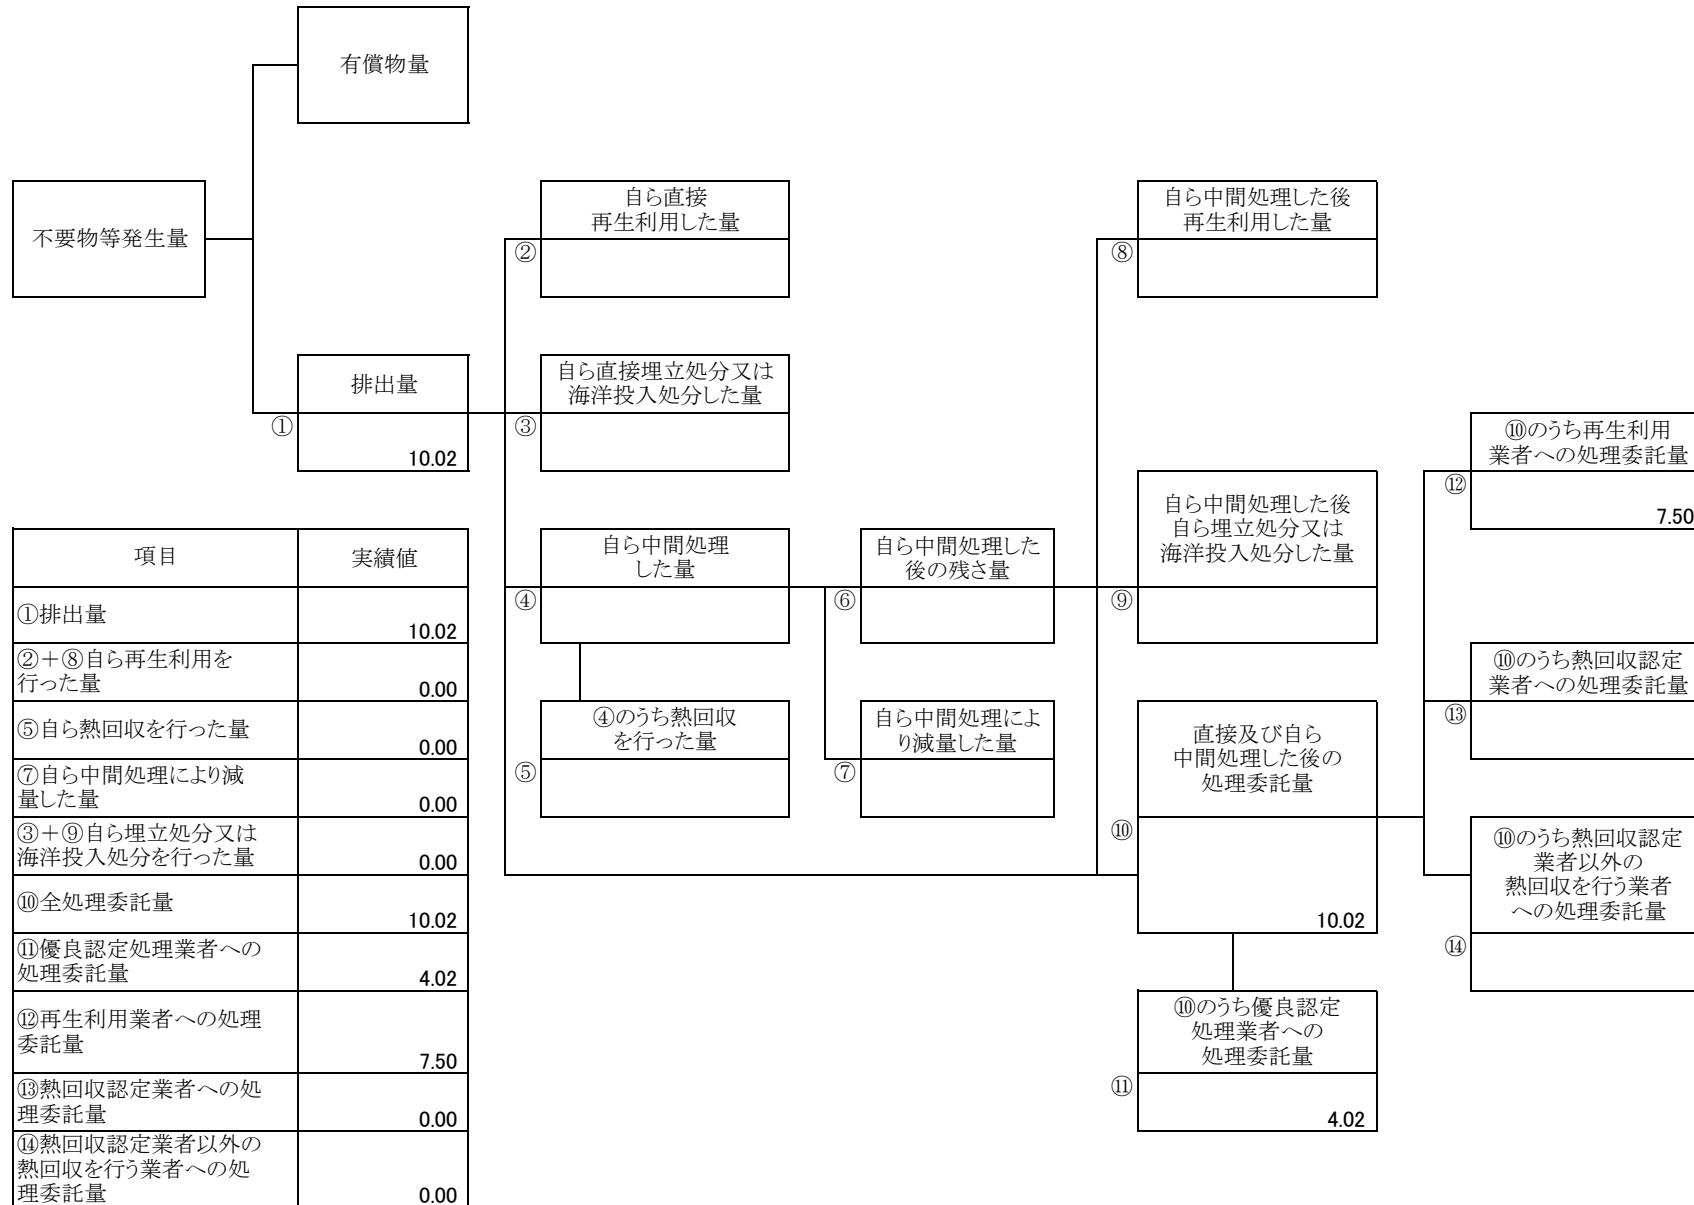 有償物量
不要物等発生量
自ら直接
再生利用した量
②
自ら中間処理した後
再生利用した量
⑧
排出量
①
10.02
自ら直接埋立処分又は
海洋投入処分した量
③
⑩のうち再生利用
業者への処理委託量
⑫
7.50
自ら中間処理
した量
④
自ら中間処理した
後の残さ量
⑥
自ら中間処理した後
自ら埋立処分又は
海洋投入処分した量
⑨
⑩のうち熱回収認定
業者への処理委託量
⑬
④のうち熱回収
を行った量
⑤
自ら中間処理によ
り減量した量
⑦
直接及び自ら
中間処理した後の
処理委託量
⑩
10.02
⑩のうち熱回収認定
業者以外の
熱回収を行う業者
への処理委託量
⑭
⑩のうち優良認定
処理業者への
処理委託量
⑪
4.02
項目
実績値
①排出量
10.02
②＋⑧自ら再生利用を
行った量
0.00
⑤自ら熱回収を行った量
0.00
⑦自ら中間処理により減
量した量
0.00
③＋⑨自ら埋立処分又は
海洋投入処分を行った量
0.00
⑩全処理委託量
10.02
⑪優良認定処理業者への
処理委託量
4.02
⑫再生利用業者への処理
委託量
7.50
⑬熱回収認定業者への処
理委託量
0.00
⑭熱回収認定業者以外の
熱回収を行う業者への処
理委託量
0.00